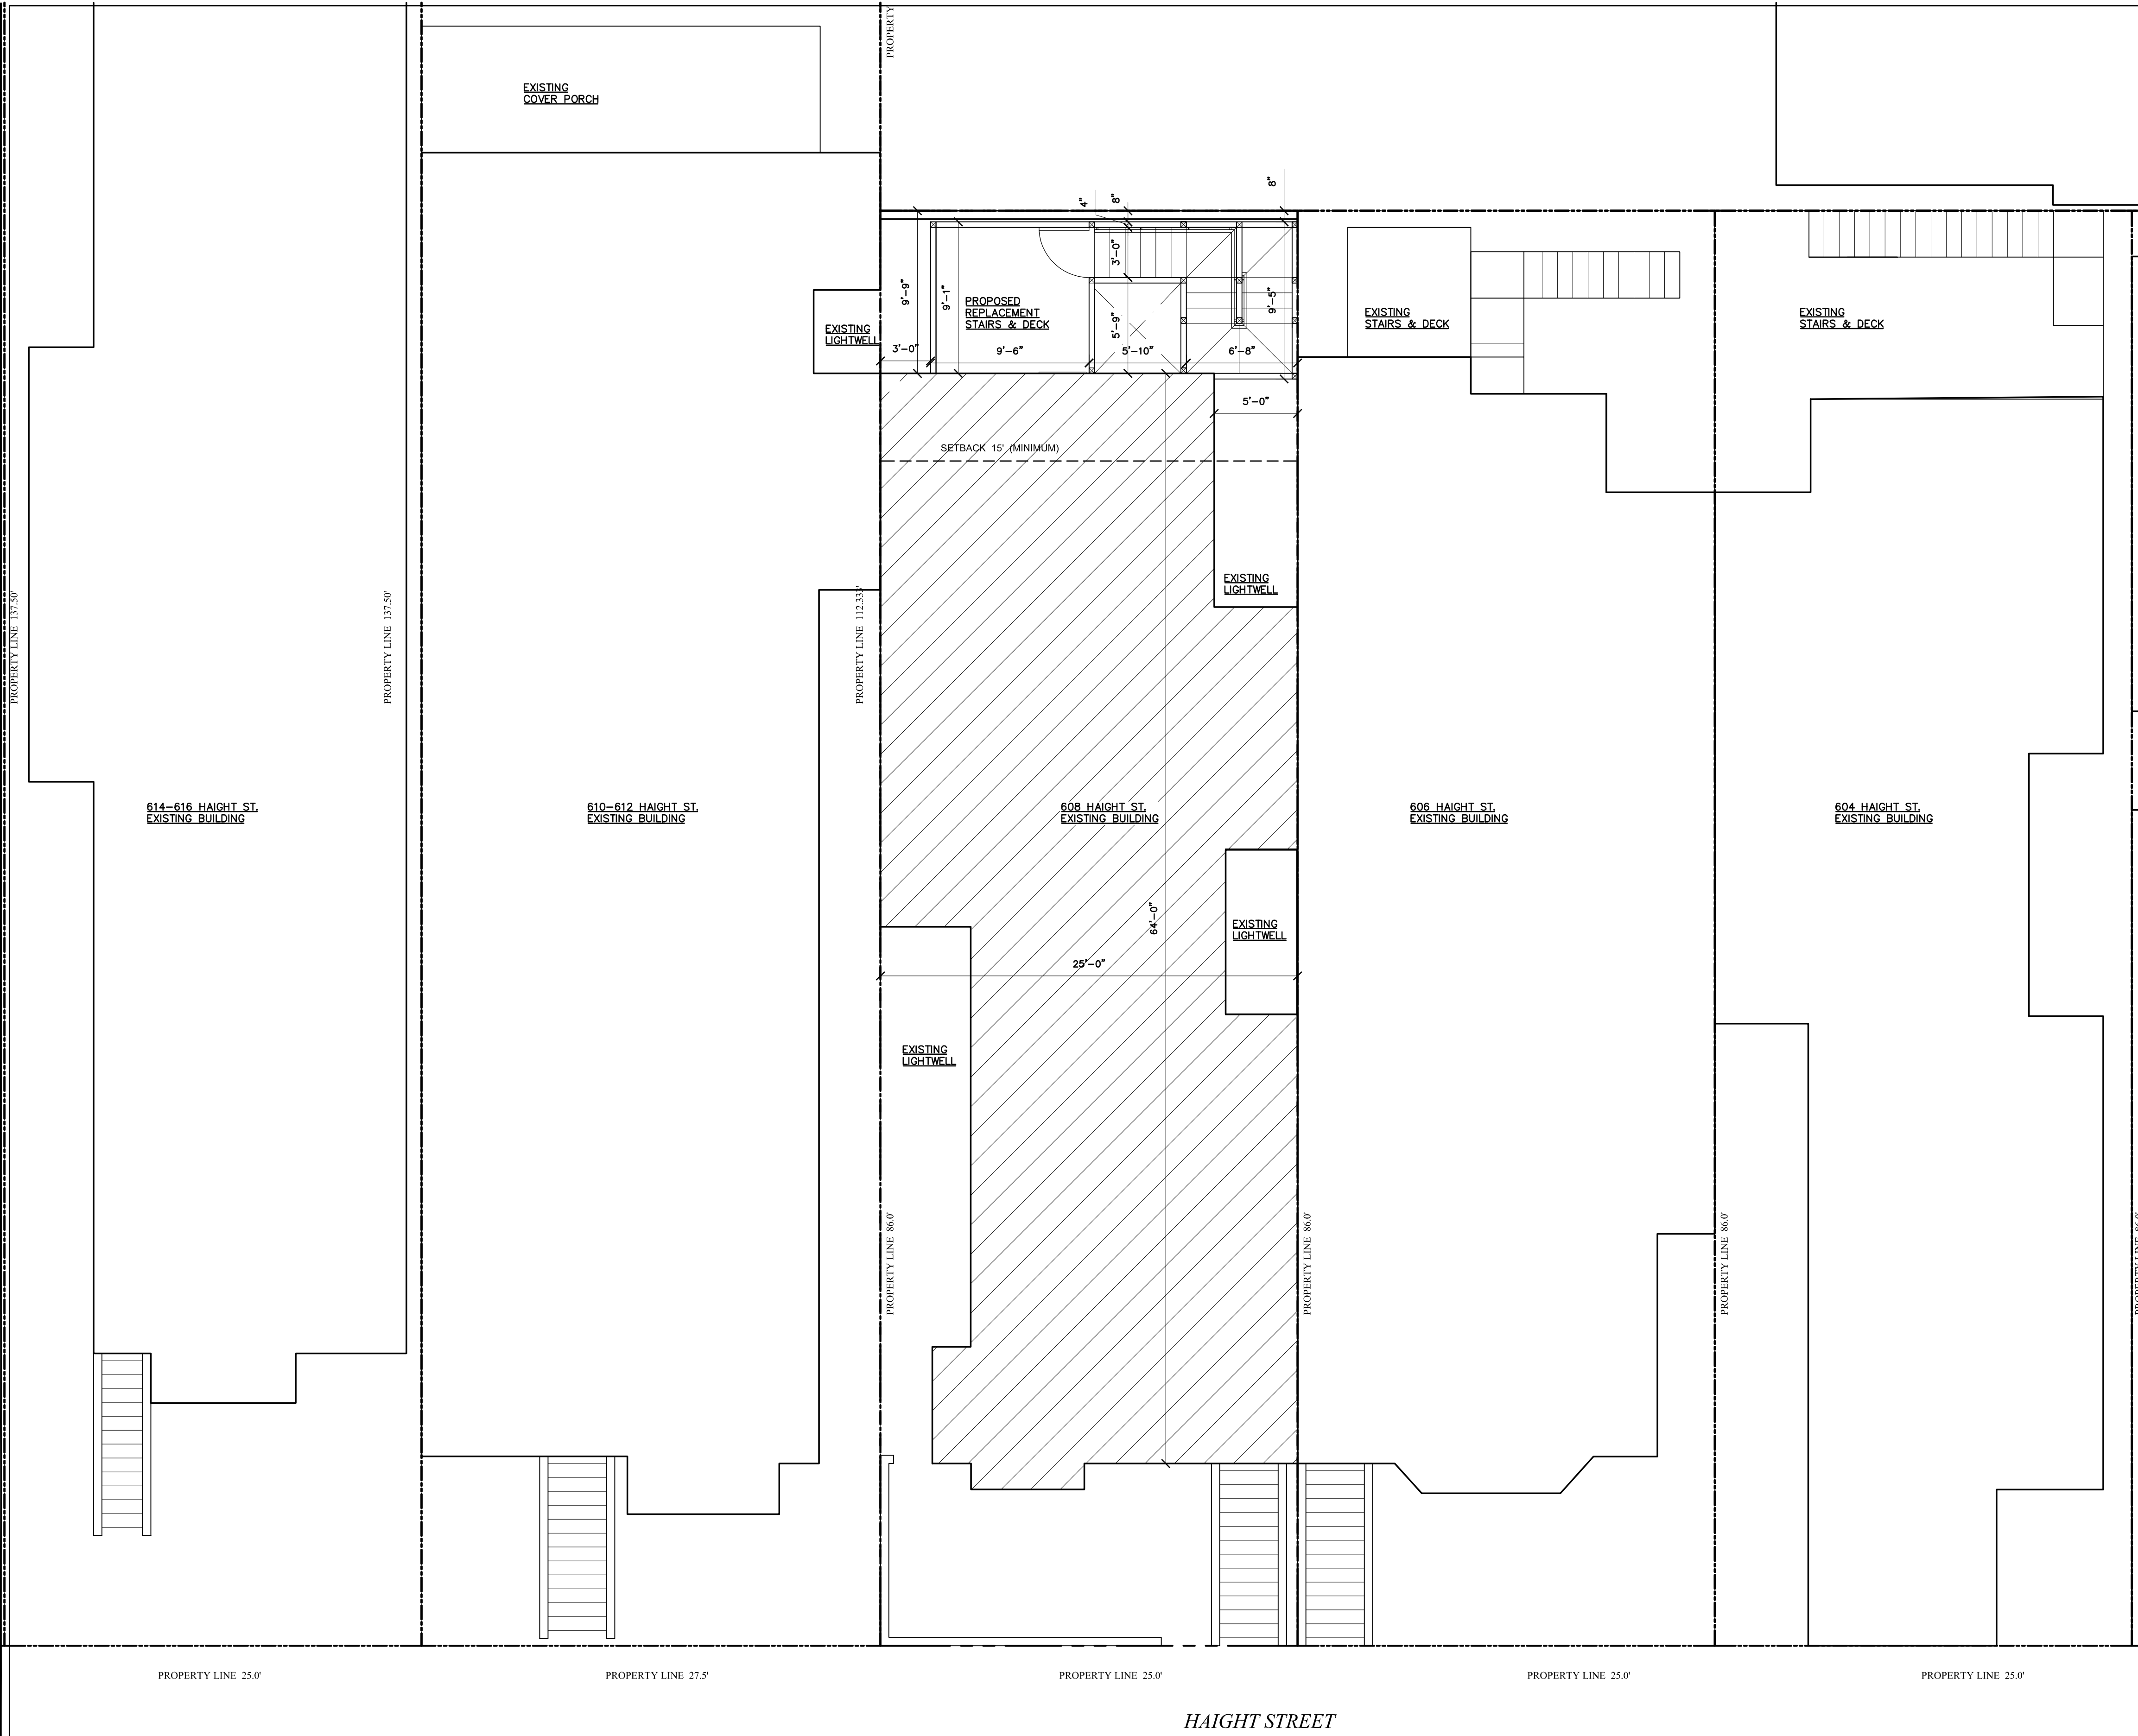 PROPERTY
EXISTING
COVER PORCH
4"
8"
8"
3'-0"
9'-9"
9'-1"
5'-9"
9'-5"
PROPOSED
REPLACEMENT
STAIRS & DECK
EXISTING
LIGHTWELL
3'-0"
9'-6"
5'-10"
6'-8"
EXISTING
STAIRS & DECK
EXISTING
STAIRS & DECK
5'-0"
SETBACK 15' (MINIMUM)
EXISTING
LIGHTWELL
PROPERTY LINE 137.50'
PROPERTY LINE 137.50'
PROPERTY LINE 112.333'
614-616 HAIGHT ST.
EXISTING BUILDING
610-612 HAIGHT ST.
EXISTING BUILDING
608 HAIGHT ST.
EXISTING BUILDING
606 HAIGHT ST.
EXISTING BUILDING
604 HAIGHT ST.
EXISTING BUILDING
64'-0"
EXISTING
LIGHTWELL
25'-0"
EXISTING
LIGHTWELL
PROPERTY LINE 86.0'
PROPERTY LINE 86.0'
PROPERTY LINE 86.0'
PROPERTY LINE 86.0'
PROPERTY LINE 25.0'
PROPERTY LINE 27.5'
PROPERTY LINE 25.0'
PROPERTY LINE 25.0'
PROPERTY LINE 25.0'
HAIGHT STREET